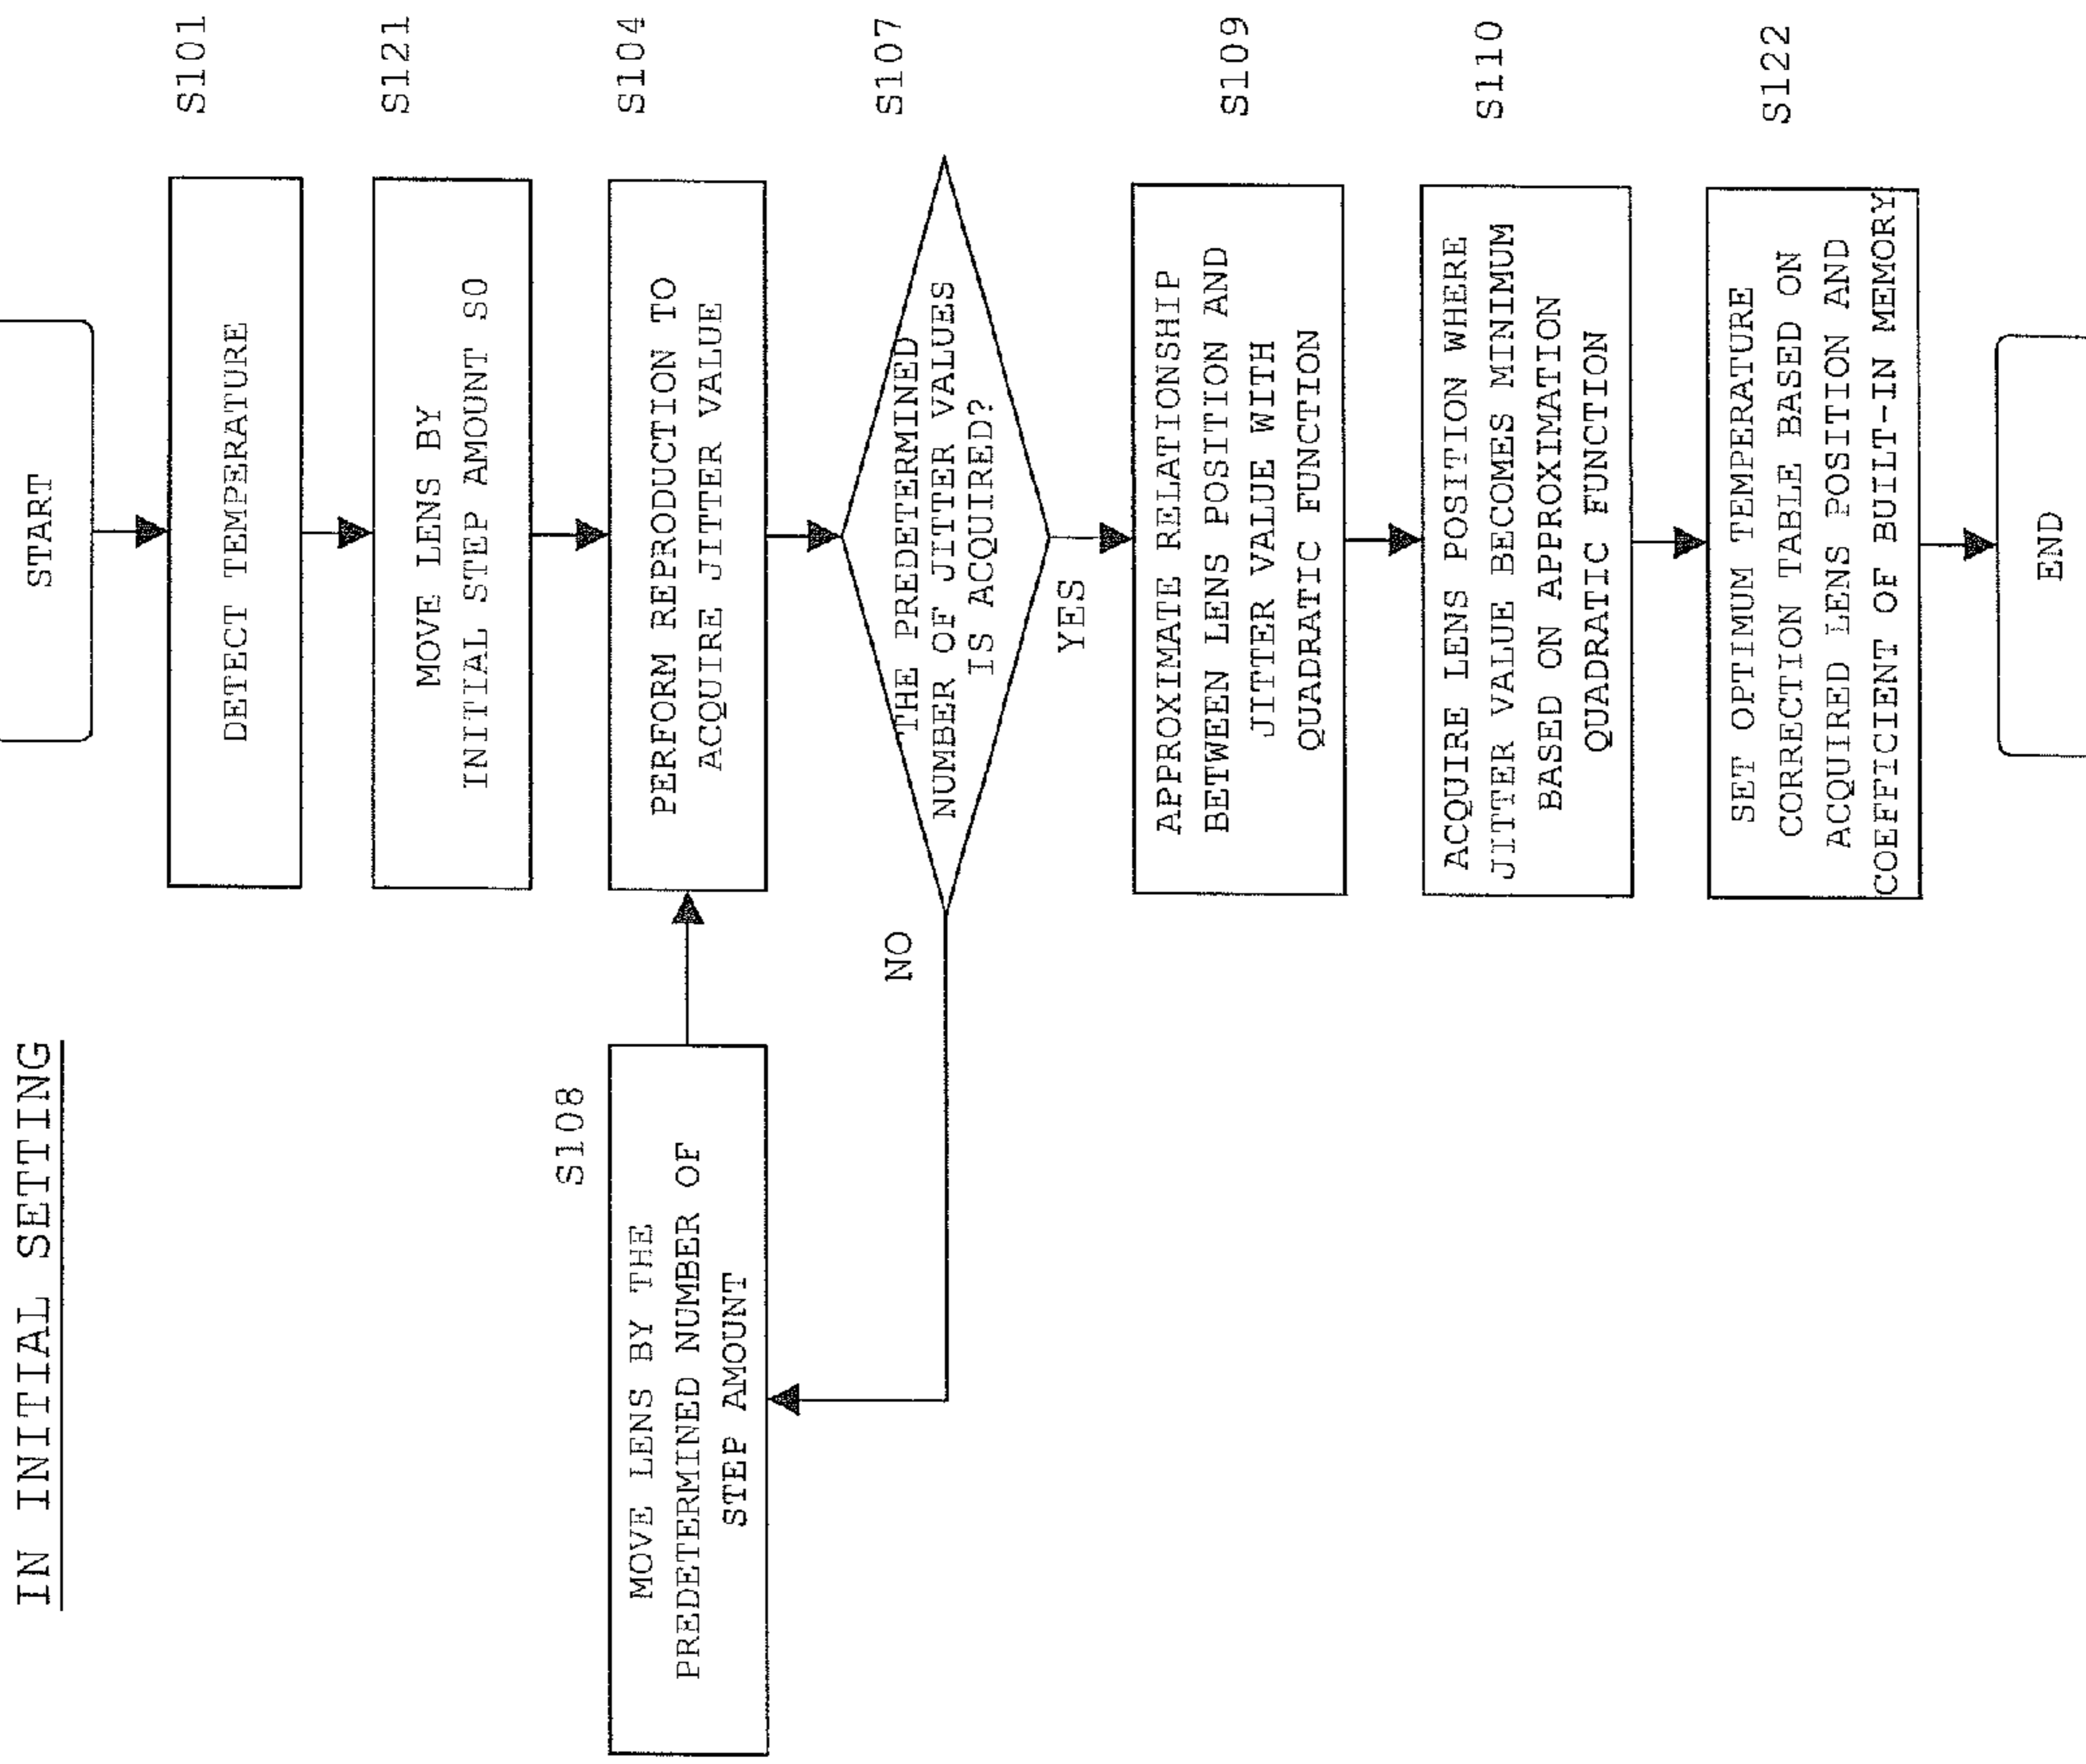 IN INITIAL SETTING
START
DETECT TEMPERATURE
S101
MOVE LENS BY
INITIAL STEP AMOUNT S0
S121
PERFORM REPRODUCTION TO
ACQUIRE JITTER VALUE
S104
S108
MOVE LENS BY THE
PREDETERMINED NUMBER OF
STEP AMOUNT
THE PREDETERMINED
NUMBER OF JITTER VALUES
IS ACQUIRED?
S107
NO
YES
APPROXIMATE RELATIONSHIP
BETWEEN LENS POSITION AND
JITTER VALUE WITH
QUADRATIC FUNCTION
S109
ACQUIRE LENS POSITION WHERE
JITTER VALUE BECOMES MINIMUM
BASED ON APPROXIMATION
QUADRATIC FUNCTION
S110
SET OPTIMUM TEMPERATURE
CORRECTION TABLE BASED ON
ACQUIRED LENS POSITION AND
COEFFICIENT OF BUILT-IN MEMORY
S122
END